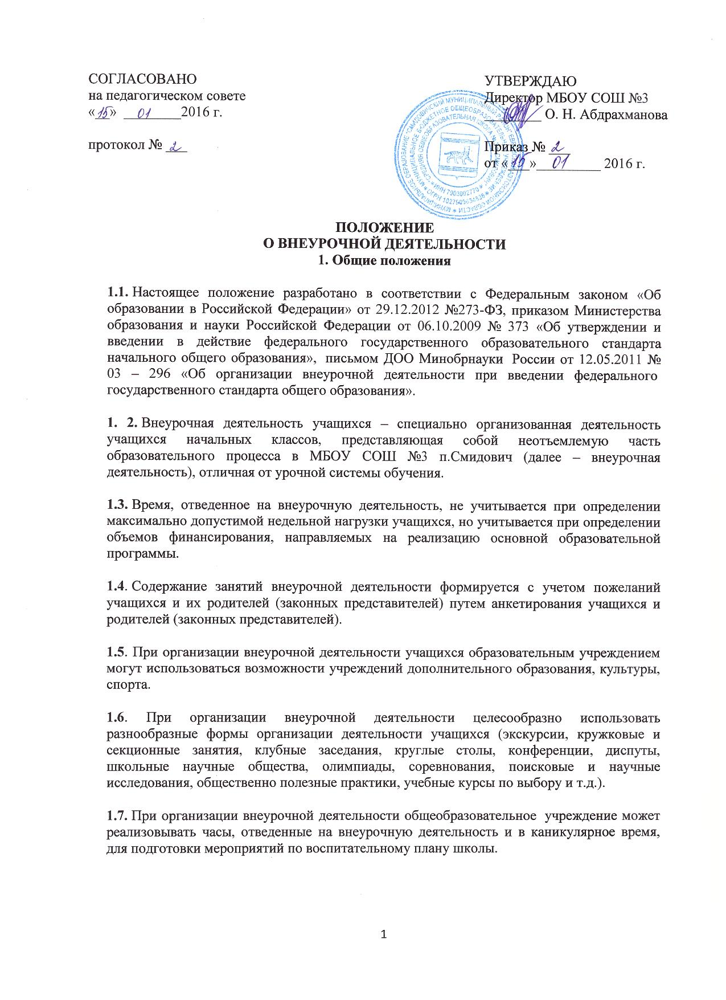 СОГЛАСОВАНО
на педагогическом совете
«15» 01 2016 г.
протокол № 2
УТВЕРЖДАЮ
Директор МБОУ СОШ №3
О. Н. Абдрахманова
Приказ № 2
от «15» 01 2016 г.
ПОЛОЖЕНИЕ
О ВНЕУРОЧНОЙ ДЕЯТЕЛЬНОСТИ
1. Общие положения
1.1. Настоящее положение разработано в соответствии с Федеральным законом «Об
образовании в Российской Федерации» от 29.12.2012 №273-ФЗ, приказом Министерства
образования и науки Российской Федерации от 06.10.2009 № 373 «Об утверждении и
введении в действие федерального государственного образовательного стандарта
начального общего образования», письмом ДОО Минобрнауки России от 12.05.2011 №
03 – 296 «Об организации внеурочной деятельности при введении федерального
государственного стандарта общего образования».
1. 2. Внеурочная деятельность учащихся – специально организованная деятельность
учащихся начальных классов, представляющая собой неотъемлемую часть
образовательного процесса в МБОУ СОШ №3 п.Смидович (далее – внеурочная
деятельность), отличная от урочной системы обучения.
1.3. Время, отведенное на внеурочную деятельность, не учитывается при определении
максимально допустимой недельной нагрузки учащихся, но учитывается при определении
объемов финансирования, направляемых на реализацию основной образовательной
программы.
1.4. Содержание занятий внеурочной деятельности формируется с учетом пожеланий
учащихся и их родителей (законных представителей) путем анкетирования учащихся и
родителей (законных представителей).
1.5. При организации внеурочной деятельности учащихся образовательным учреждением
могут использоваться возможности учреждений дополнительного образования, культуры,
спорта.
1.6. При организации внеурочной деятельности целесообразно использовать
разнообразные формы организации деятельности учащихся (экскурсии, кружковые и
секционные занятия, клубные заседания, круглые столы, конференции, диспуты,
школьные научные общества, олимпиады, соревнования, поисковые и научные
исследования, общественно полезные практики, учебные курсы по выбору и т.д.).
1.7. При организации внеурочной деятельности общеобразовательное учреждение может
реализовывать часы, отведенные на внеурочную деятельность и в каникулярное время,
для подготовки мероприятий по воспитательному плану школы.
1